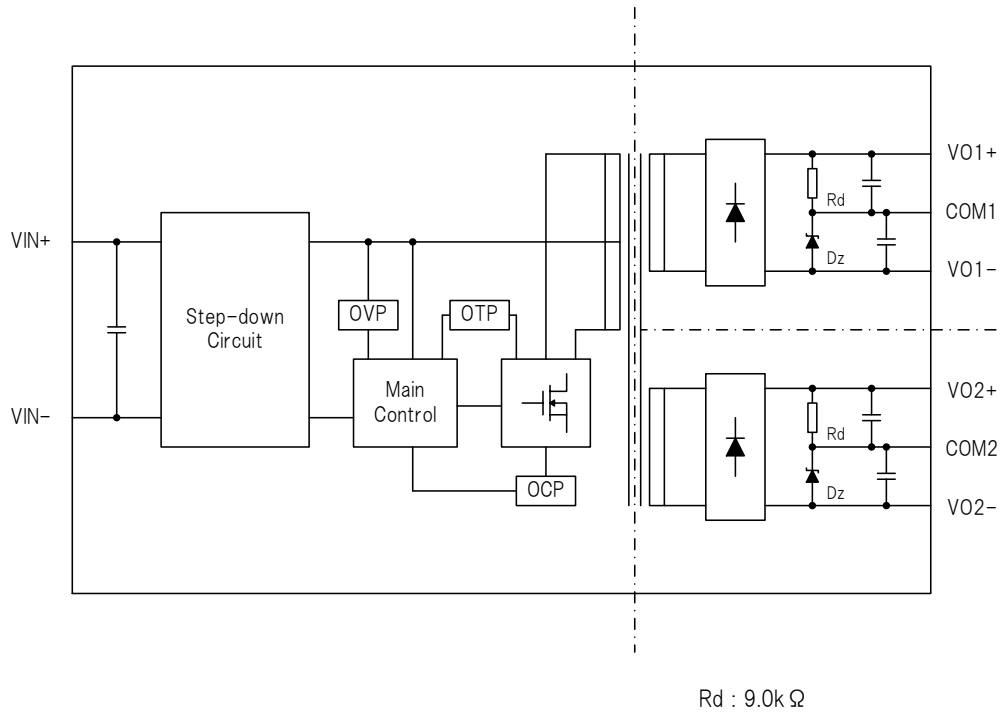 VO1+
Rd
COM1
VIN+
Dz
VO1-
Step-down
Circuit
OVP
OTP
Main
Control
VO2+
VIN-
Rd
COM2
OCP
Dz
VO2-
Rd : 9.0k Ω